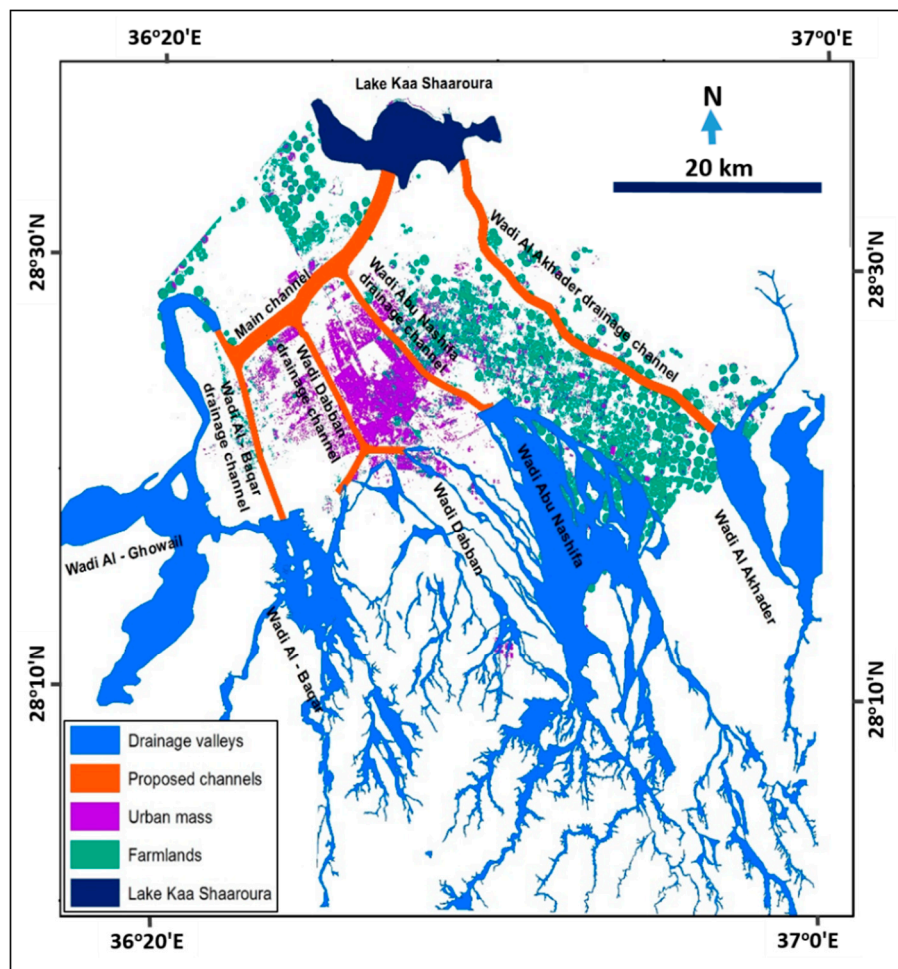 36°20'E
37°0'E
Lake Kaa Shaaroura
N
20 km
28°30'N
28°30'N
Wadi Al Akhader drainage channel
Main channel
Wadi Abu Nashifa
drainage channel
Wadi Dabban
drainage channel
Wadi Al - Baqar
drainage channel
Wadi Al - Ghowail
Wadi Dabban
Wadi Abu Nashifa
Wadi Al Akhader
Wadi Al - Baqar
28°10'N
28°10'N
Drainage valleys
Proposed channels
Urban mass
Farmlands
Lake Kaa Shaaroura
36°20'E
37°0'E